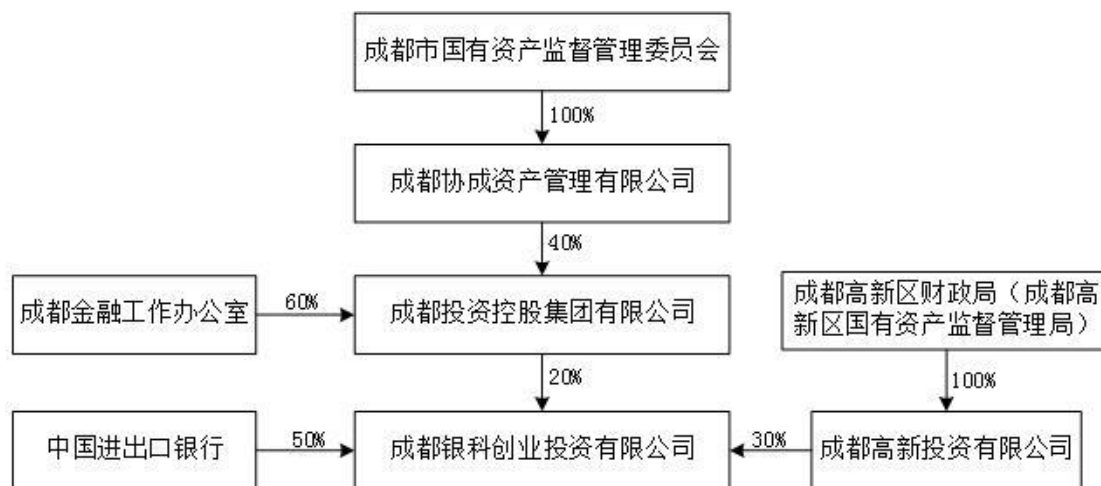 成都市国有资产监督管理委员会
100%
成都协成资产管理有限公司
40%
成都金融工作办公室
60%
成都投资控股集团有限公司
成都高新区财政局（成都高
新区国有资产监督管理局）
20%
100%
中国进出口银行
50%
成都银科创业投资有限公司
30%
成都高新投资有限公司